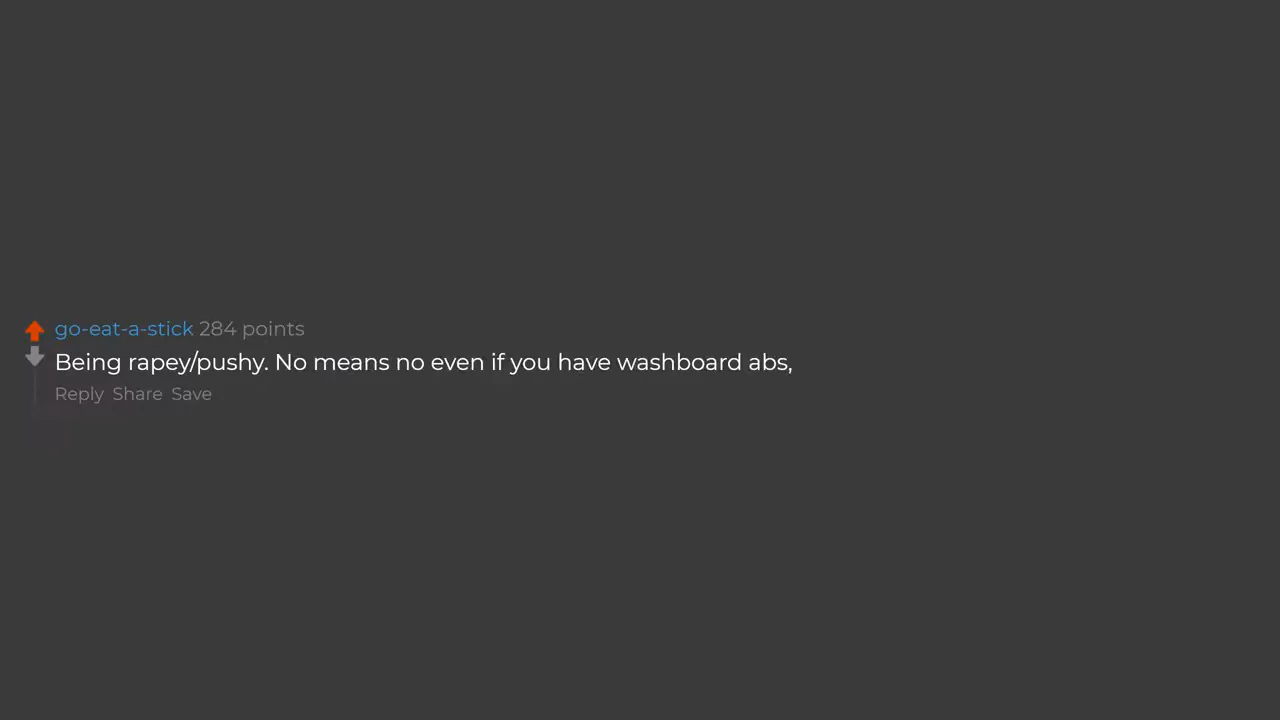 go-eat-a-stick 284 points
Being rapey/pushy. No means no even if you have washboard abs,
Reply Share Save